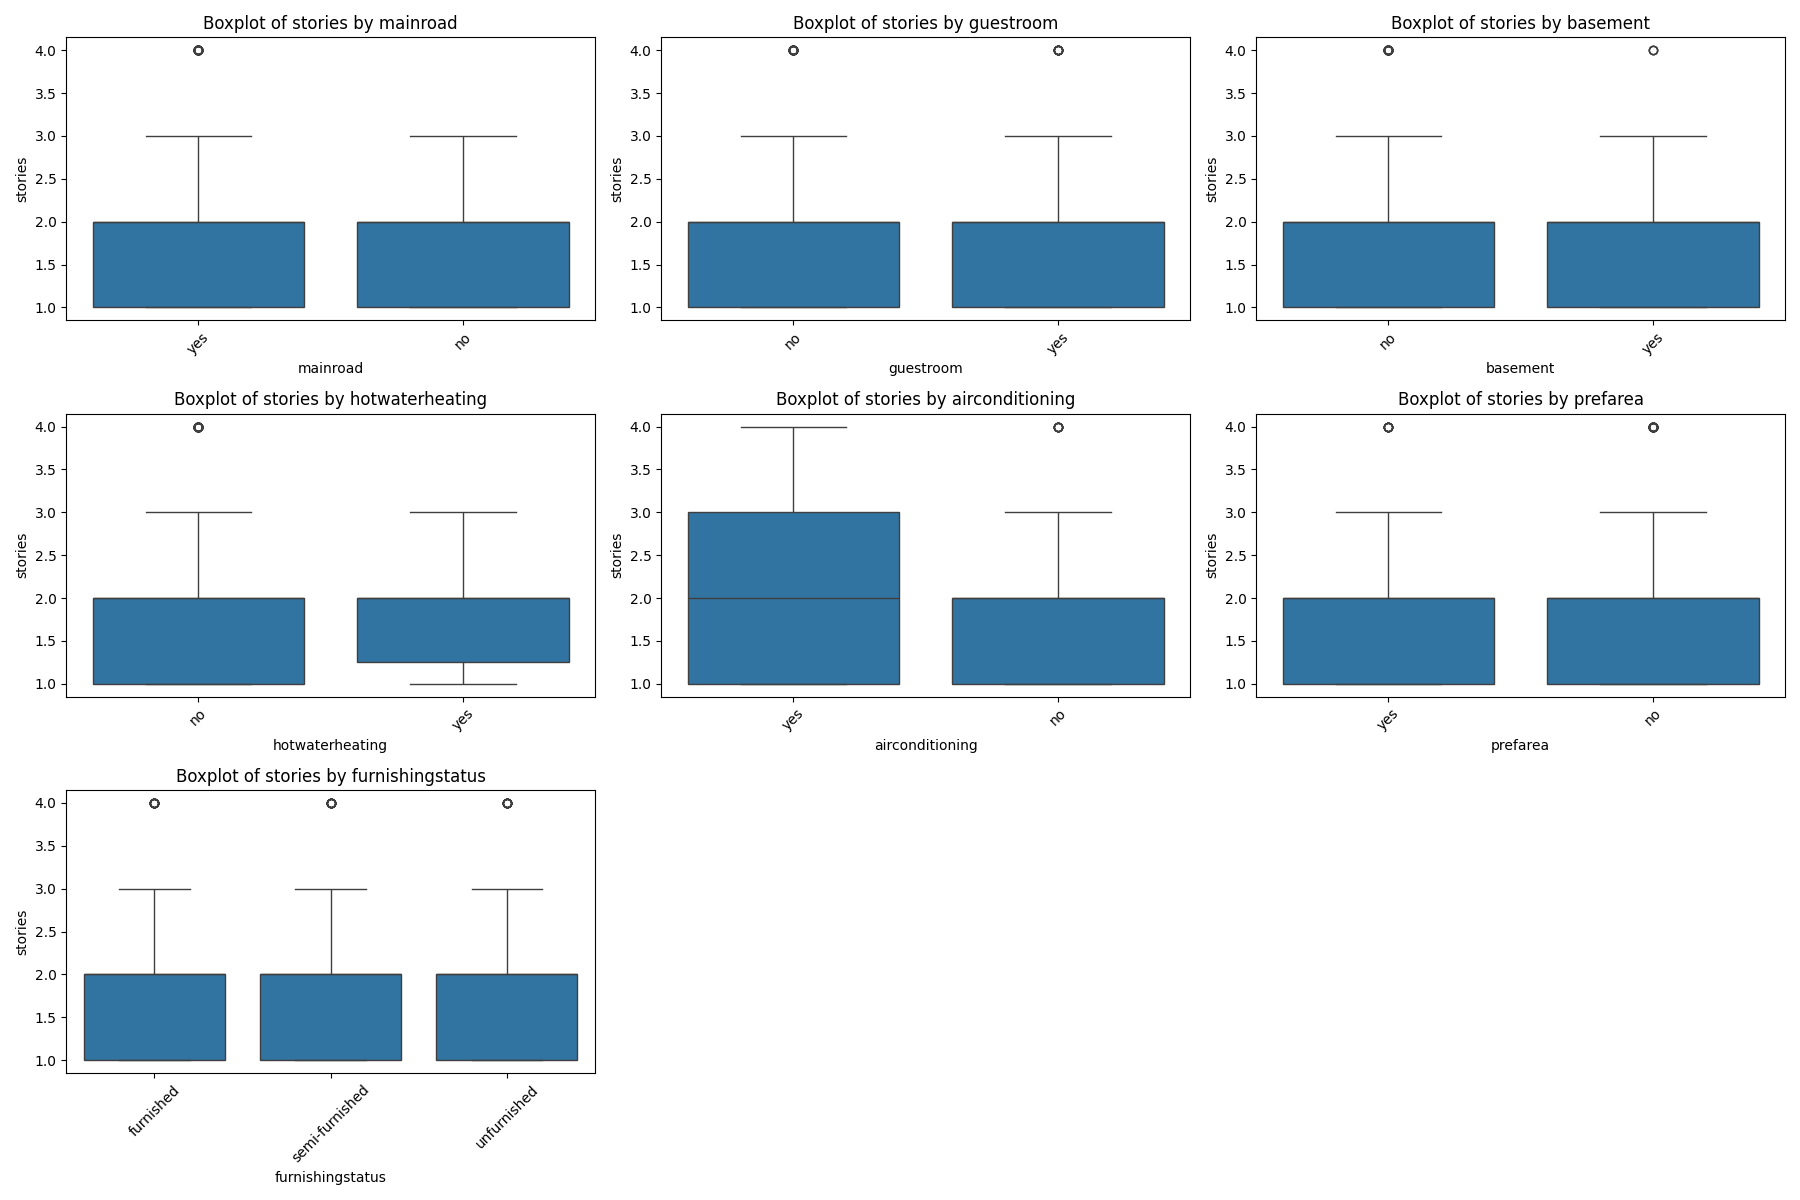 Boxplot of stories by mainroad
4.0
3.5
3.0
2.5
2.0
1.5
1.0
stories
yes
no
mainroad
Boxplot of stories by guestroom
4.0
3.5
3.0
2.5
2.0
1.5
1.0
stories
no
yes
guestroom
Boxplot of stories by basement
4.0
3.5
3.0
2.5
2.0
1.5
1.0
stories
no
yes
basement
Boxplot of stories by hotwaterheating
4.0
3.5
3.0
2.5
2.0
1.5
1.0
stories
no
yes
hotwaterheating
Boxplot of stories by airconditioning
4.0
3.5
3.0
2.5
2.0
1.5
1.0
stories
yes
no
airconditioning
Boxplot of stories by prefarea
4.0
3.5
3.0
2.5
2.0
1.5
1.0
stories
yes
no
prefarea
Boxplot of stories by furnishingstatus
4.0
3.5
3.0
2.5
2.0
1.5
1.0
stories
furnished
semi-furnished
unfurnished
furnishingstatus